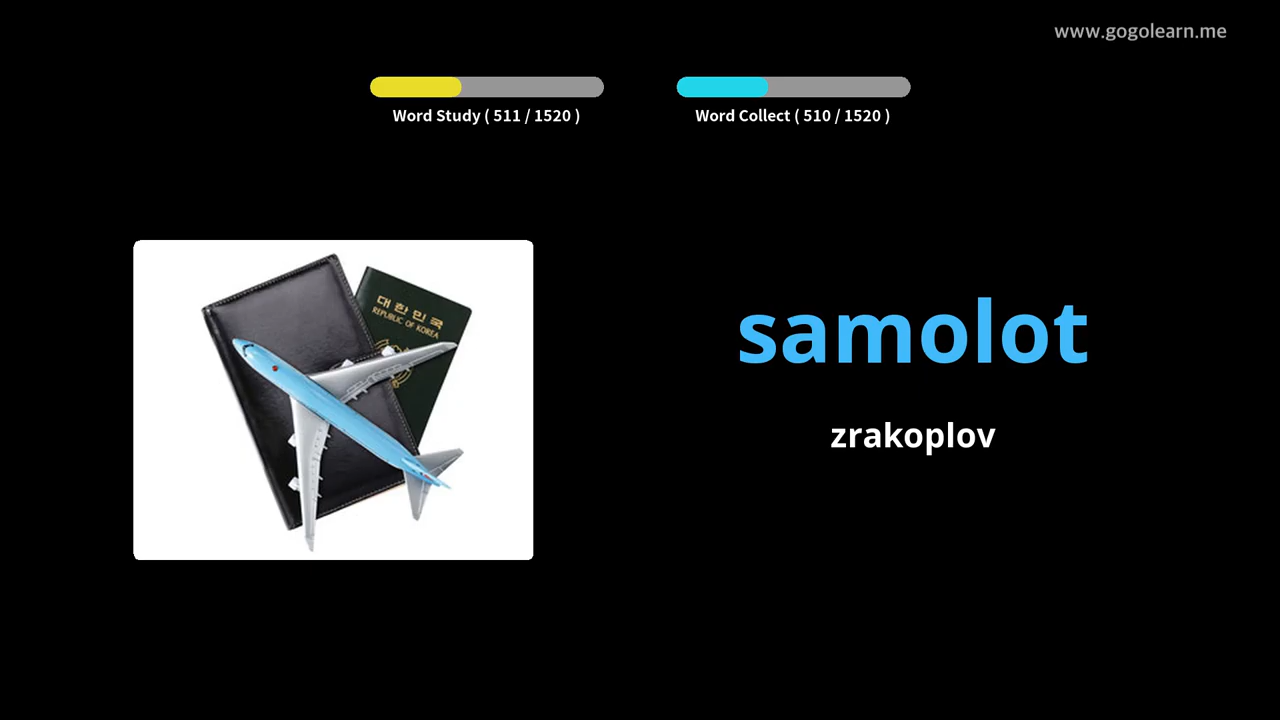 www.gogolearn.me
Word Study ( 511 / 1520 )
Word Collect ( 510 / 1520 )
대한민국
REPUBLIC OF KOREA
samolot
zrakoplov